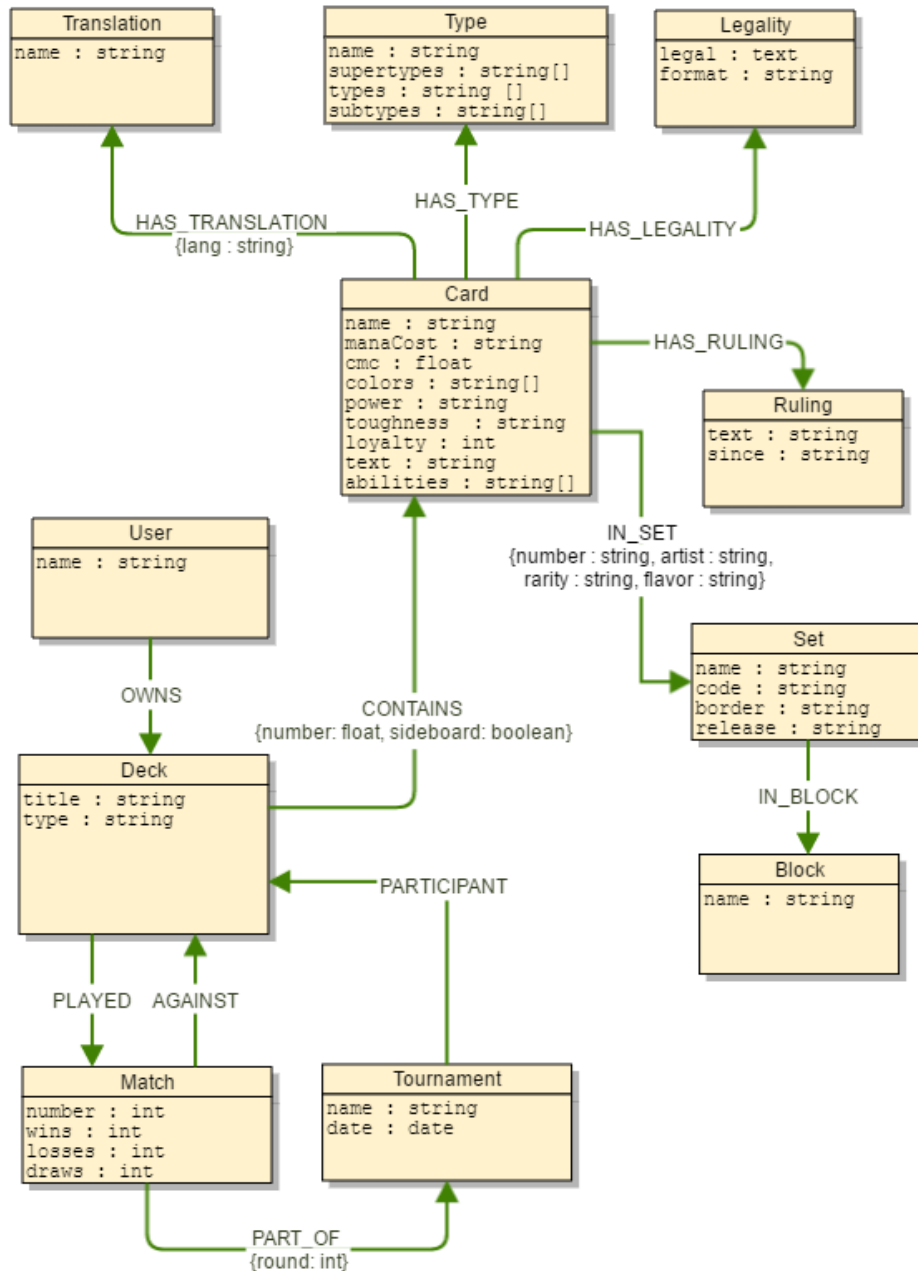 Translation
name : string
Type
name : string
supertypes : string[]
types : string []
subtypes : string[]
Legality
legal : text
format : string
HAS_TRANSLATION
{lang : string}
HAS_TYPE
HAS_LEGALITY
Card
name : string
manaCost : string
cmc : float
colors : string[]
power : string
toughness  : string
loyalty : int
text : string
abilities : string[]
HAS_RULING
Ruling
text : string
since : string
IN_SET
{number : string, artist : string,
rarity : string, flavor : string}
User
name : string
OWNS
CONTAINS
{number: float, sideboard: boolean}
Set
name : string
code : string
border : string
release : string
IN_BLOCK
Block
name : string
Deck
title : string
type : string
PARTICIPANT
PLAYED
AGAINST
Match
number : int
wins : int
losses : int
draws : int
Tournament
name : string
date : date
PART_OF
{round: int}